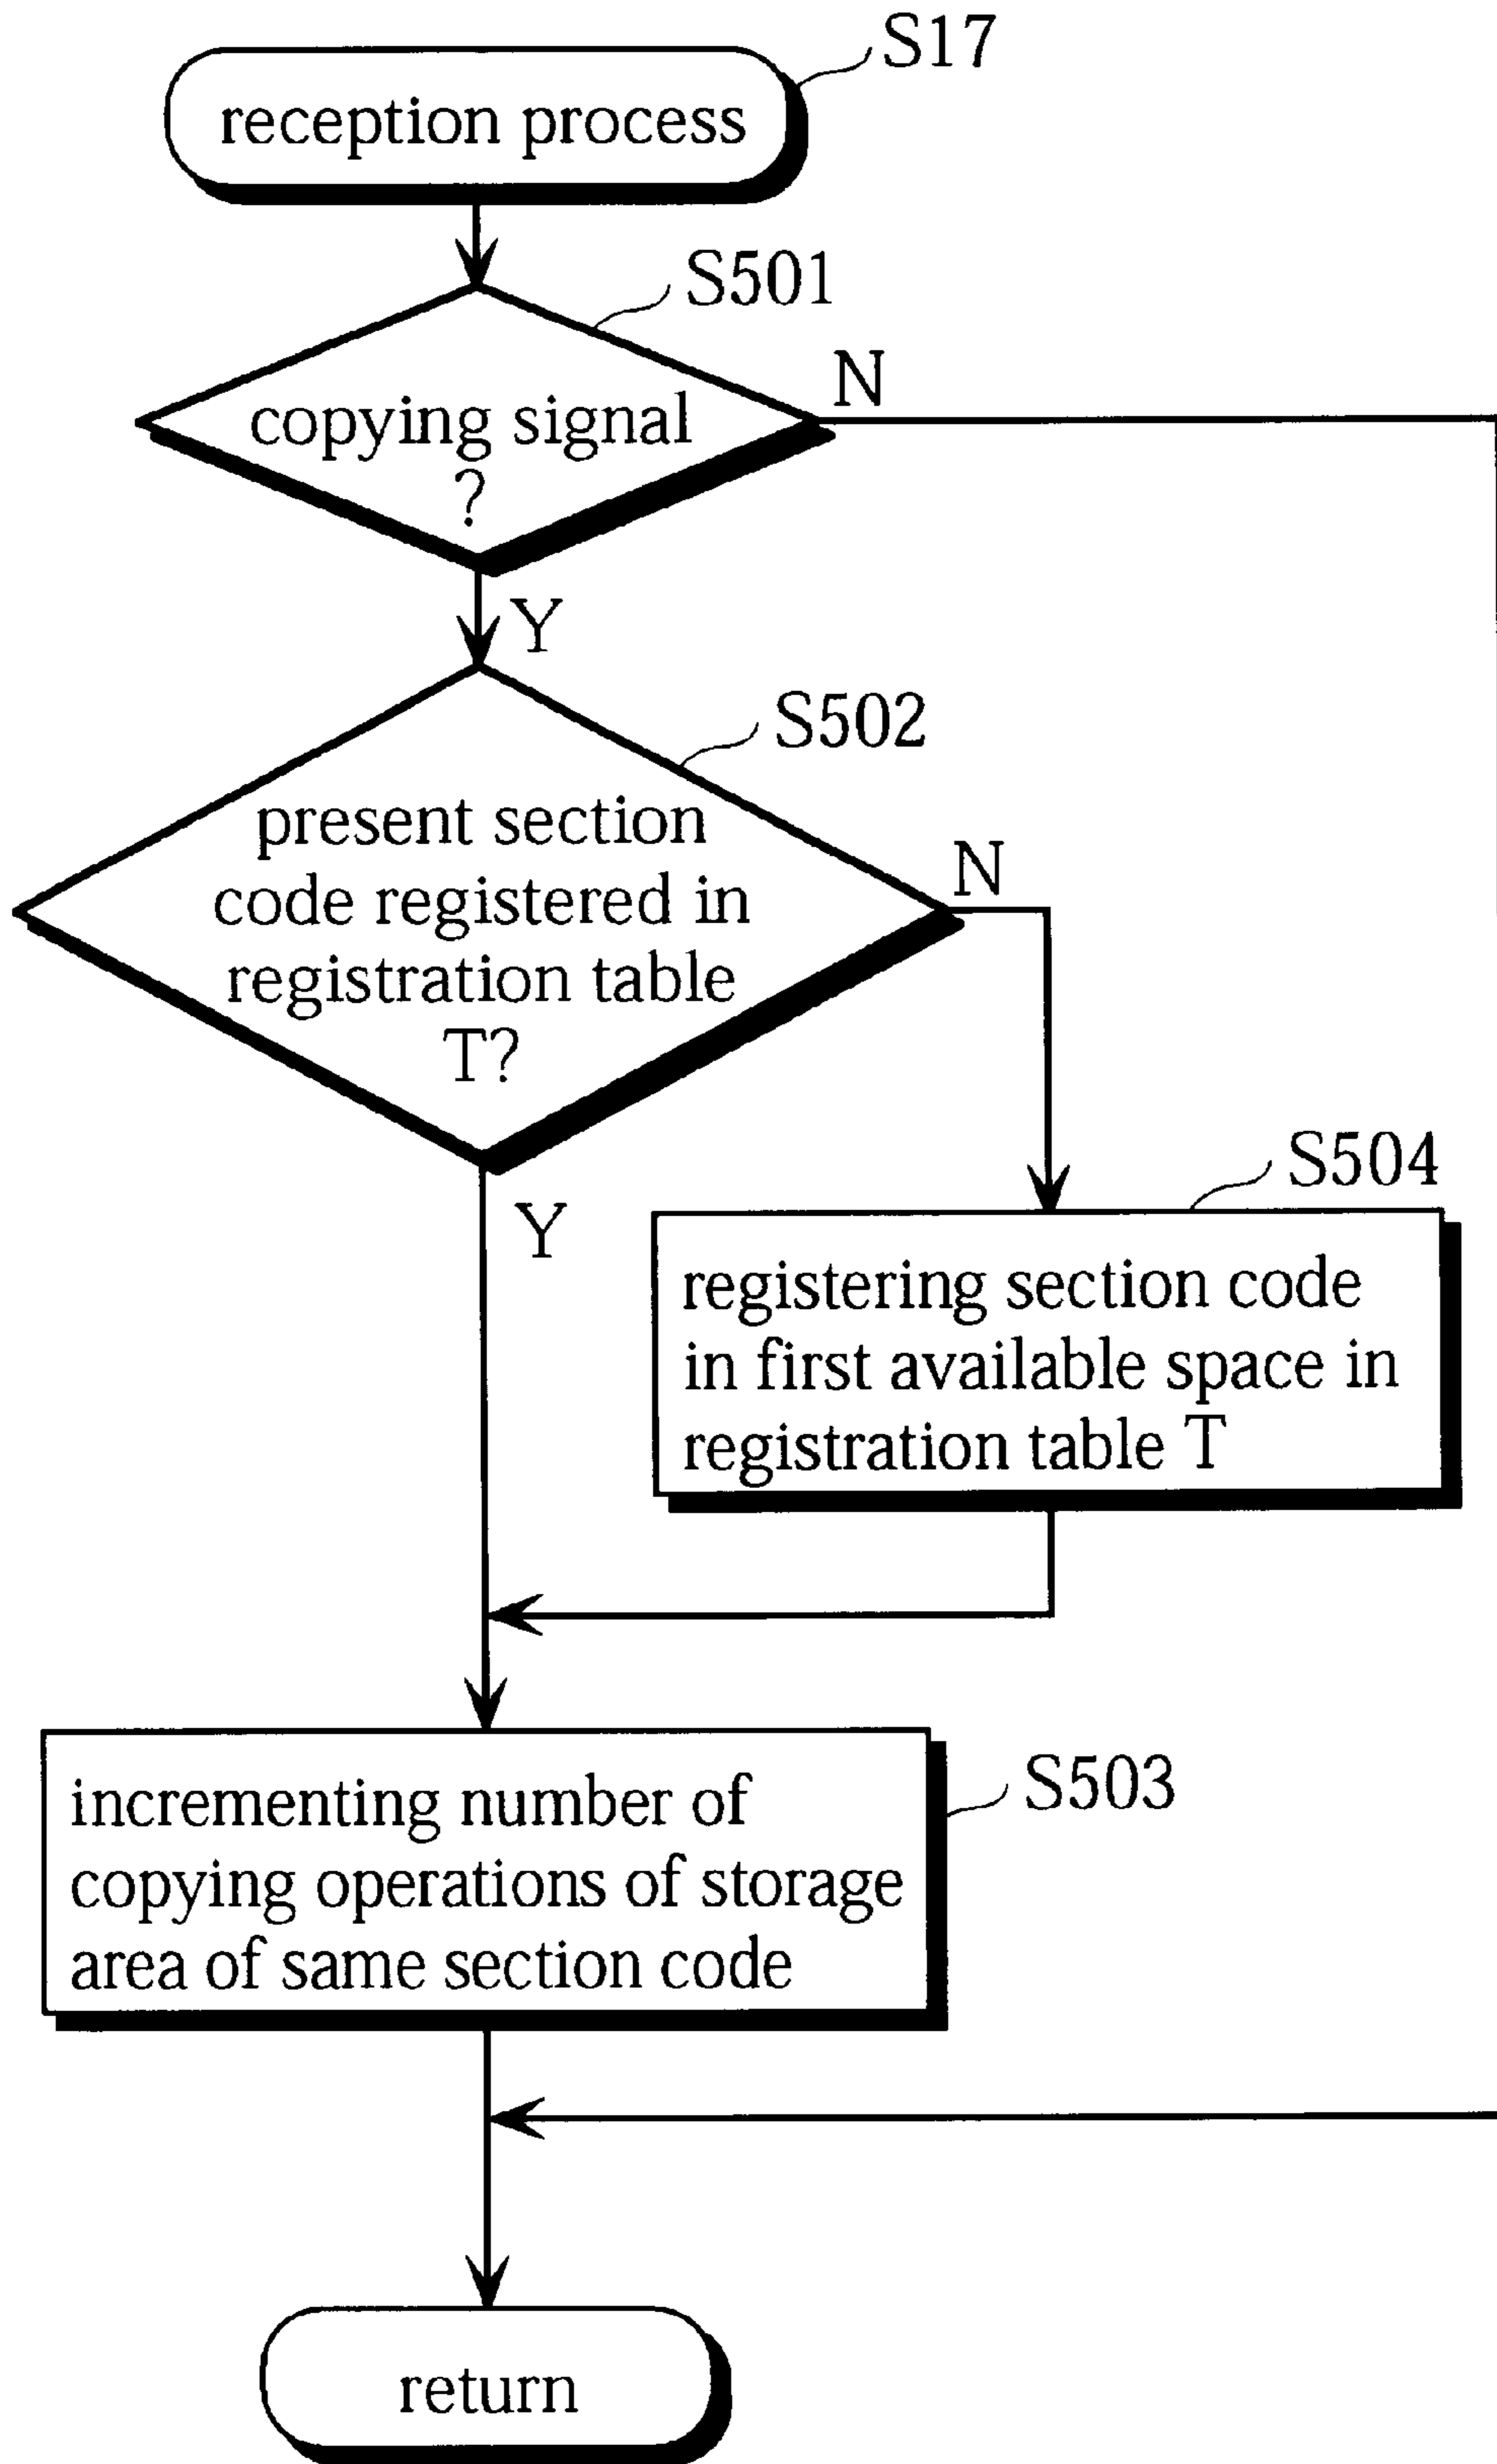 S17
reception process
S501
N
copying signal
?
Y
S502
present section
code registered in
registration table
T?
N
Y
S504
registering section code
in first available space in
registration table T
S503
incrementing number of
copying operations of storage
area of same section code
return